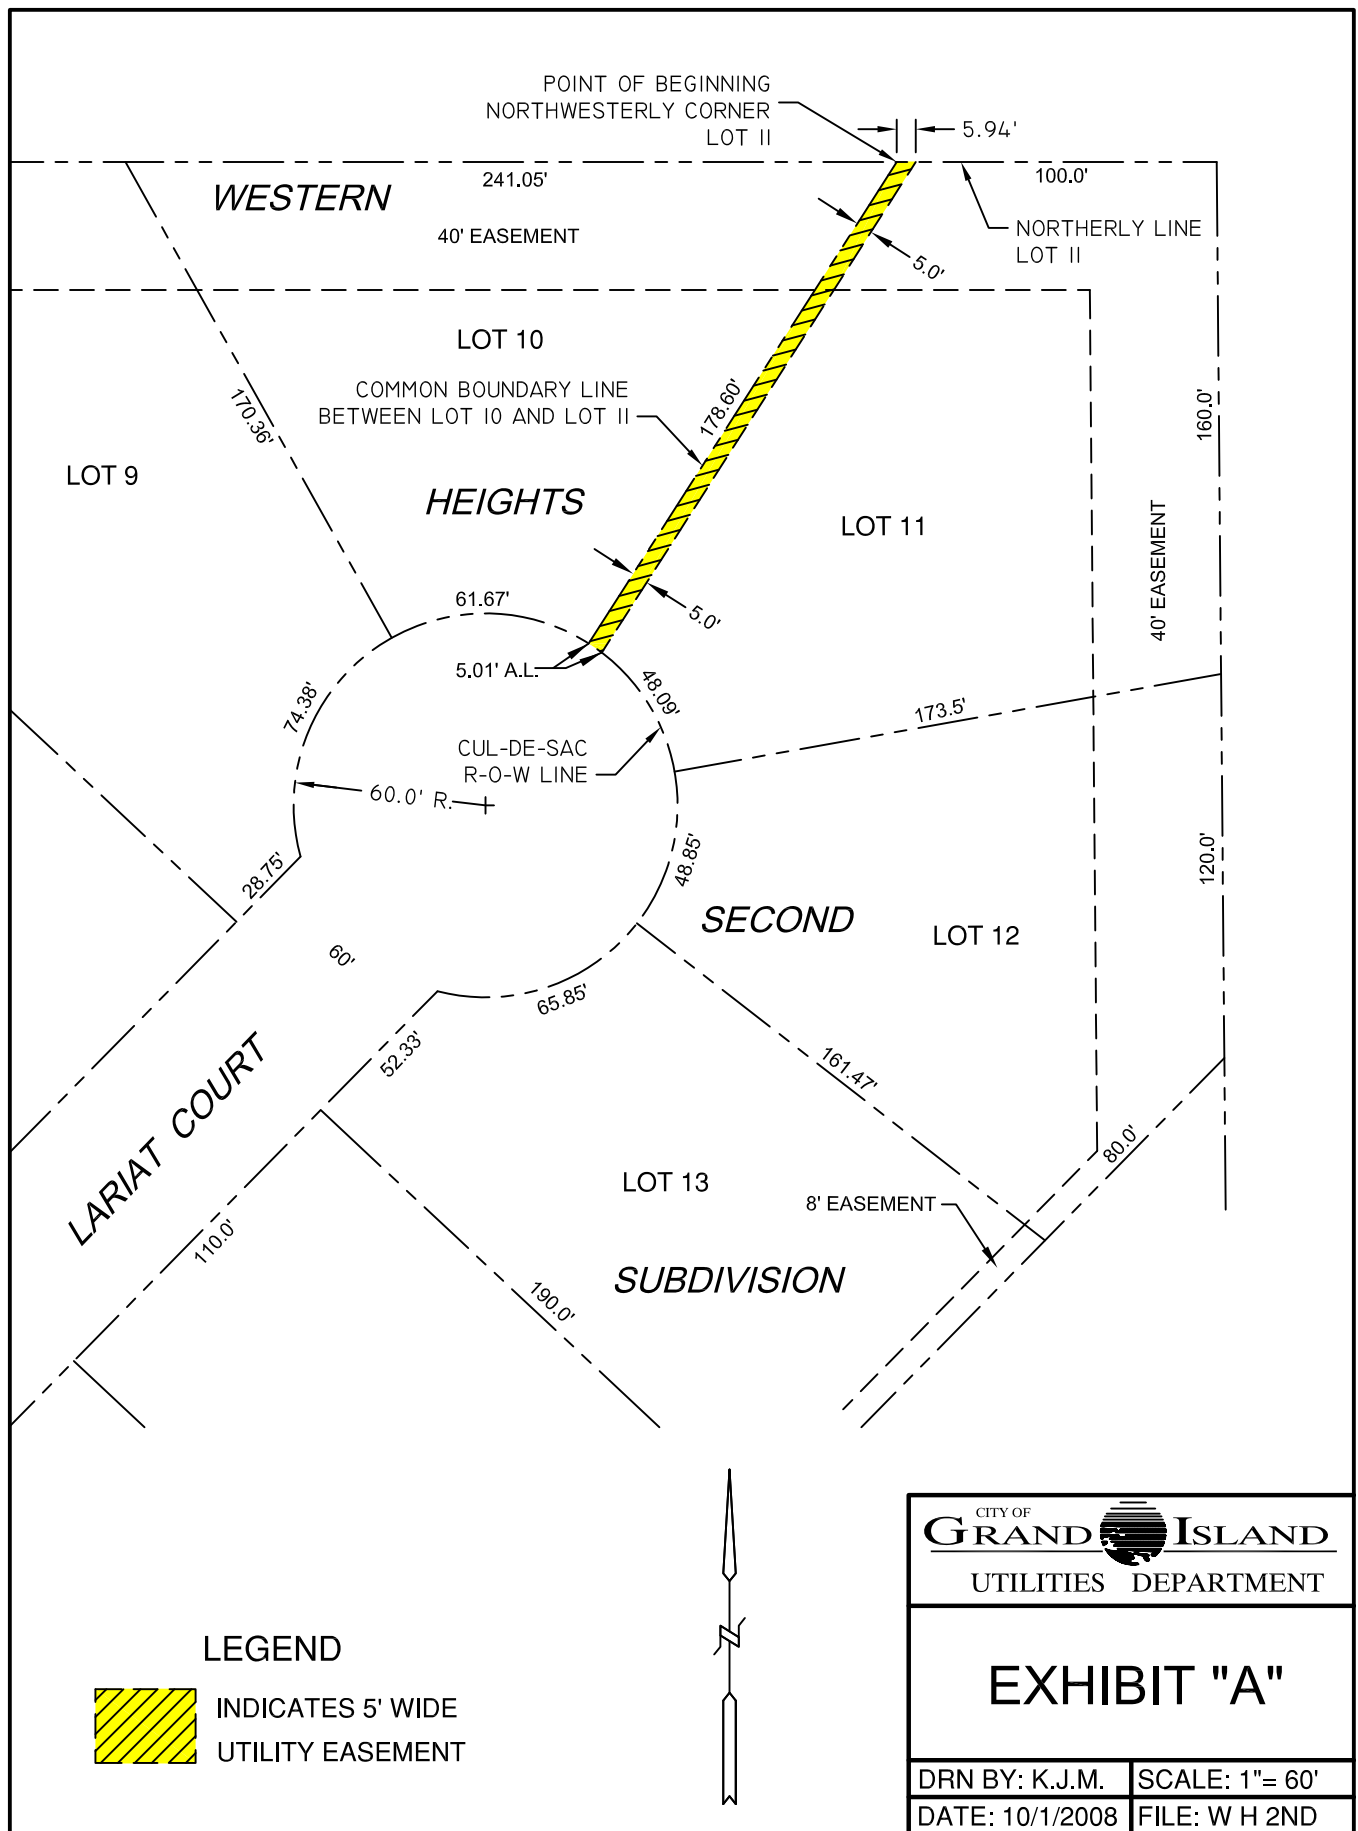 POINT OF BEGINNING
NORTHWESTERLY CORNER
LOT 11
5.94'
241.05'
100.0'
WESTERN
40' EASEMENT
NORTHERLY LINE
LOT 11
5.0'
LOT 10
COMMON BOUNDARY LINE
BETWEEN LOT 10 AND LOT 11
178.60'
170.36'
160.0'
LOT 9
HEIGHTS
LOT 11
40' EASEMENT
61.67'
5.0'
5.01' A.L.
48.09'
74.38'
173.5'
CUL-DE-SAC
R-O-W LINE
60.0' R.
28.75'
48.85'
120.0'
SECOND
LOT 12
60'
65.85'
52.33'
161.47'
LARIAT COURT
80.0'
LOT 13
8' EASEMENT
110.0'
SUBDIVISION
190.0'
CITY OF
GRAND ISLAND
UTILITIES DEPARTMENT
LEGEND
INDICATES 5' WIDE
UTILITY EASEMENT
N
EXHIBIT "A"
DRN BY: K.J.M.
SCALE: 1"= 60'
DATE: 10/1/2008
FILE: W H 2ND